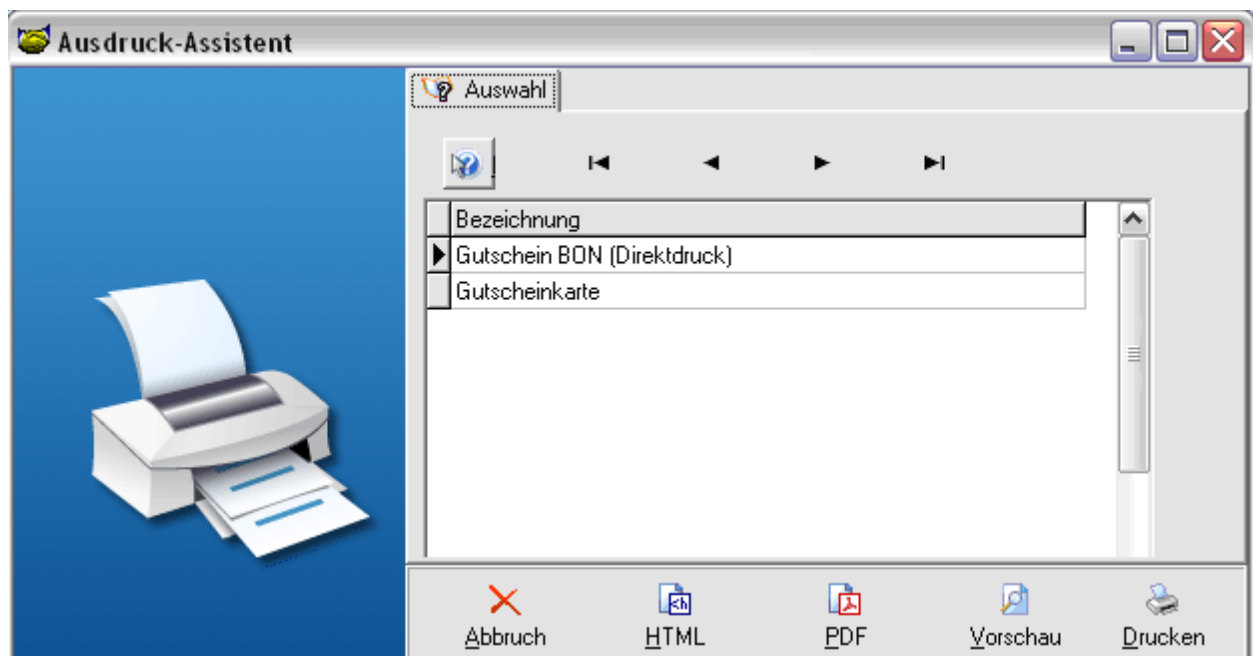 Ausdruck-Assistent
Auswahl
Bezeichnung
Gutschein BON (Direktdruck)
Gutscheinkarte
Abbruch HTML PDF Vorschau Drucken